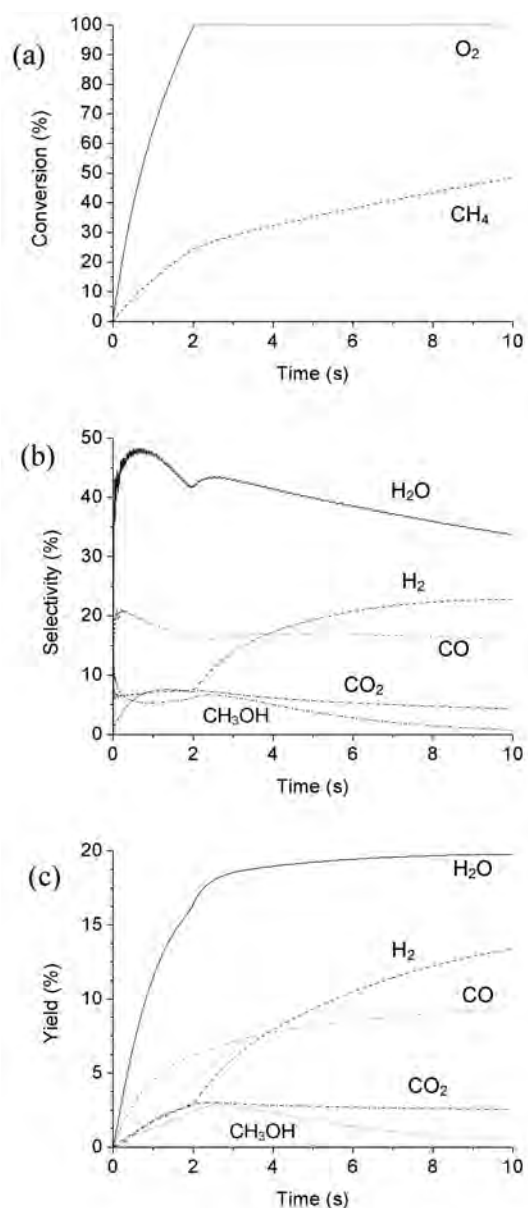 (a)
100
90
80
70
60
50
40
30
20
10
0
Conversion (%)
O₂
CH₄
0 2 4 6 8 10
Time (s)
(b)
50
40
30
20
10
0
Selectivity (%)
H₂O
H₂
CO
CO₂
CH₃OH
0 2 4 6 8 10
Time (s)
(c)
20
15
10
5
0
Yield (%)
H₂O
H₂
CO
CO₂
CH₃OH
0 2 4 6 8 10
Time (s)